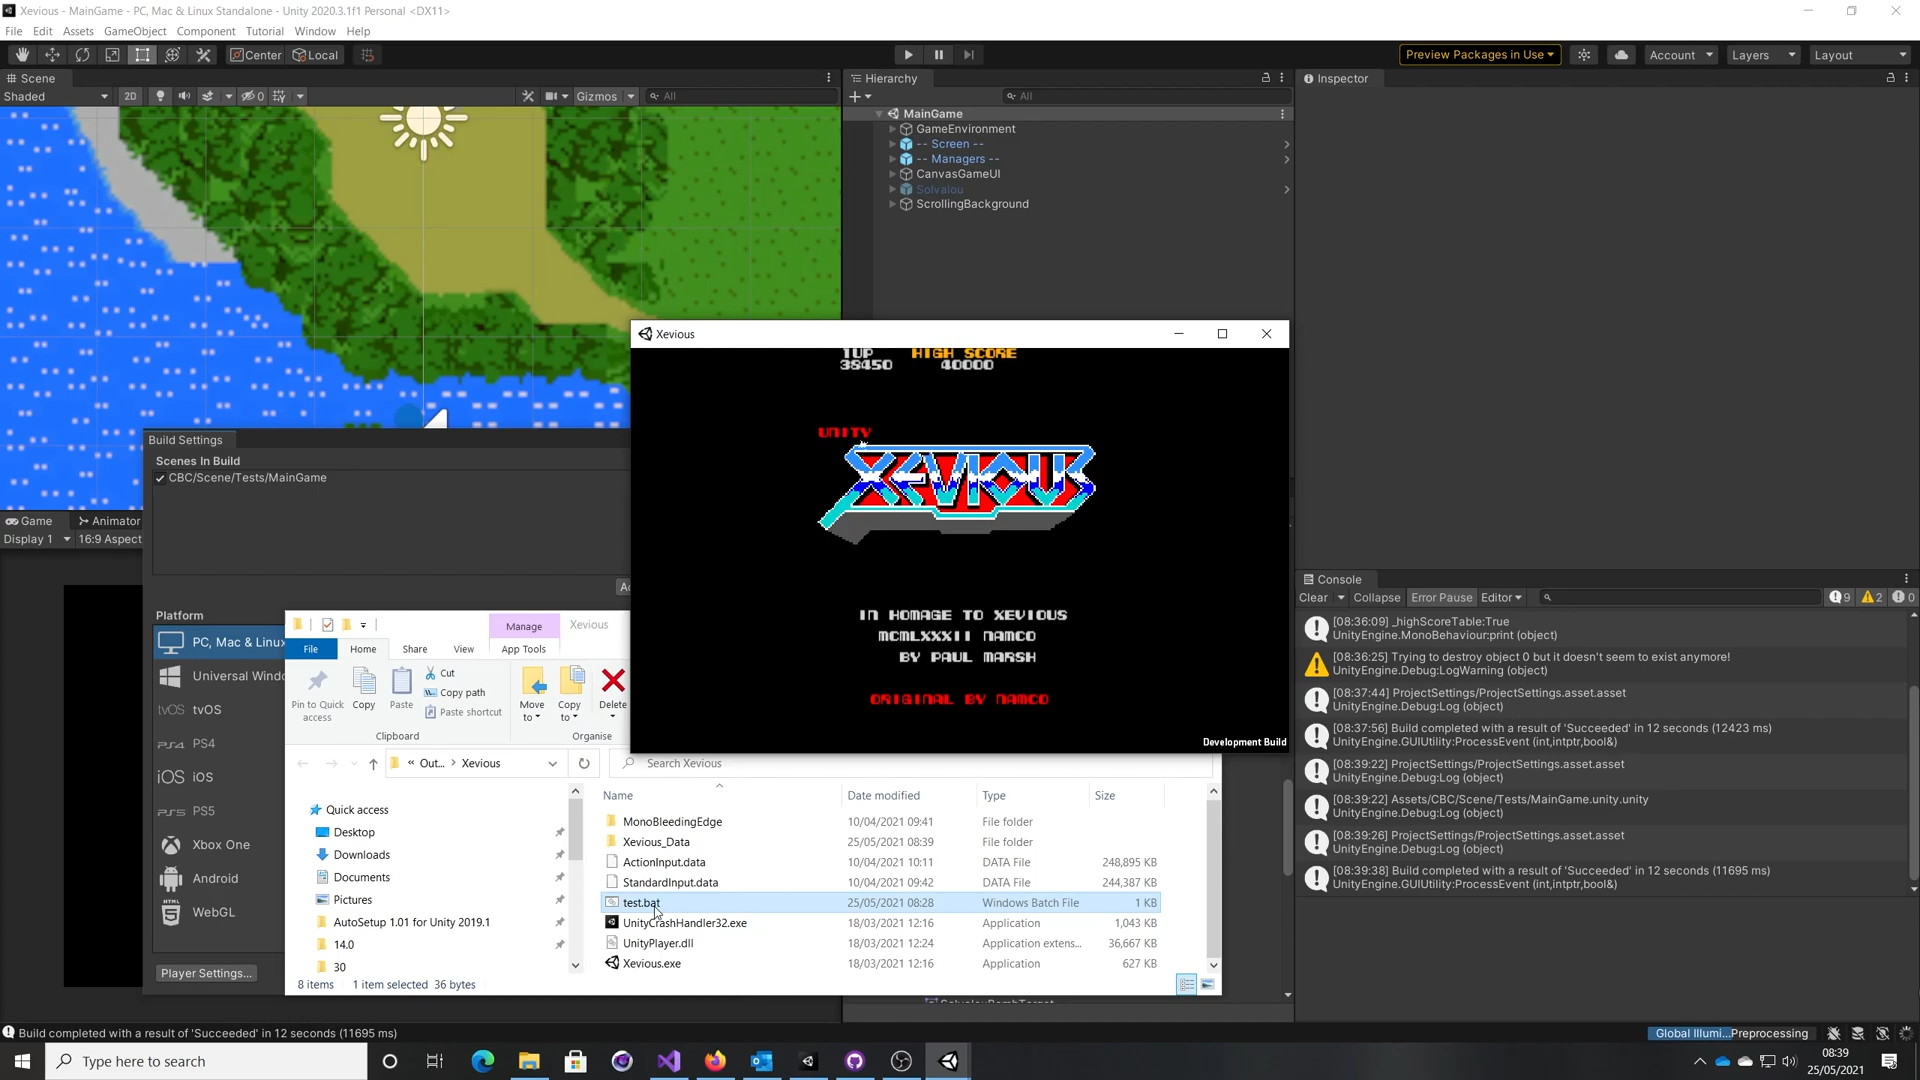 Xevious - MainGame - PC, Mac & Linux Standalone - Unity 2020.3.1f1 Personal <DX11>
File Edit Assets GameObject Component Tutorial Window Help
Center Local
Preview Packages in Use
Account Layers Layout
Scene
Hierarchy
Inspector
Shaded 2D 0 Gizmos All
All
MainGame
GameEnvironment
-- Screen --
-- Managers --
CanvasGameUI
Solvalou
ScrollingBackground
Xevious
1UP HIGH SCORE
38450 40000
UNITY
XEVIOUS
IN HOMAGE TO XEVIOUS
MCMLXXXII NAMCO
BY PAUL MARSH
ORIGINAL BY NAMCO
Development Build
Build Settings
Scenes In Build
CBC/Scene/Tests/MainGame
Game Animator
Display 1 16:9 Aspect
Platform
PC, Mac & Linux
Universal Windo
tvOS tvOS
PS4 PS4
iOS iOS
PS5 PS5
Xbox One
Android
HTML WebGL
Player Settings...
Manage Xevious
File Home Share View App Tools
Pin to Quick access
Copy
Paste
Cut
Copy path
Paste shortcut
Move to
Copy to
Delete
Clipboard
Organise
« Out... > Xevious
Search Xevious
Quick access
Desktop
Downloads
Documents
Pictures
AutoSetup 1.01 for Unity 2019.1
14.0
30
Name Date modified Type Size
MonoBleedingEdge 10/04/2021 09:41 File folder
Xevious_Data 25/05/2021 08:39 File folder
ActionInput.data 10/04/2021 10:11 DATA File 248,895 KB
StandardInput.data 10/04/2021 09:42 DATA File 244,387 KB
test.bat 25/05/2021 08:28 Windows Batch File 1 KB
UnityCrashHandler32.exe 18/03/2021 12:16 Application 1,043 KB
UnityPlayer.dll 18/03/2021 12:24 Application extens... 36,667 KB
Xevious.exe 18/03/2021 12:16 Application 627 KB
8 items 1 item selected 36 bytes
Console
Clear Collapse Error Pause Editor 9 2 0
[08:36:09] _highScoreTable:True
UnityEngine.MonoBehaviour:print (object)
[08:36:25] Trying to destroy object 0 but it doesn't seem to exist anymore!
UnityEngine.Debug:LogWarning (object)
[08:37:44] ProjectSettings/ProjectSettings.asset.asset
UnityEngine.Debug:Log (object)
[08:37:56] Build completed with a result of 'Succeeded' in 12 seconds (12423 ms)
UnityEngine.GUIUtility:ProcessEvent (int,intptr,bool&)
[08:39:22] ProjectSettings/ProjectSettings.asset.asset
UnityEngine.Debug:Log (object)
[08:39:22] Assets/CBC/Scene/Tests/MainGame.unity.unity
UnityEngine.Debug:Log (object)
[08:39:26] ProjectSettings/ProjectSettings.asset.asset
UnityEngine.Debug:Log (object)
[08:39:38] Build completed with a result of 'Succeeded' in 12 seconds (11695 ms)
UnityEngine.GUIUtility:ProcessEvent (int,intptr,bool&)
Build completed with a result of 'Succeeded' in 12 seconds (11695 ms)
Global Illumi... Preprocessing
Type here to search
08:39
25/05/2021